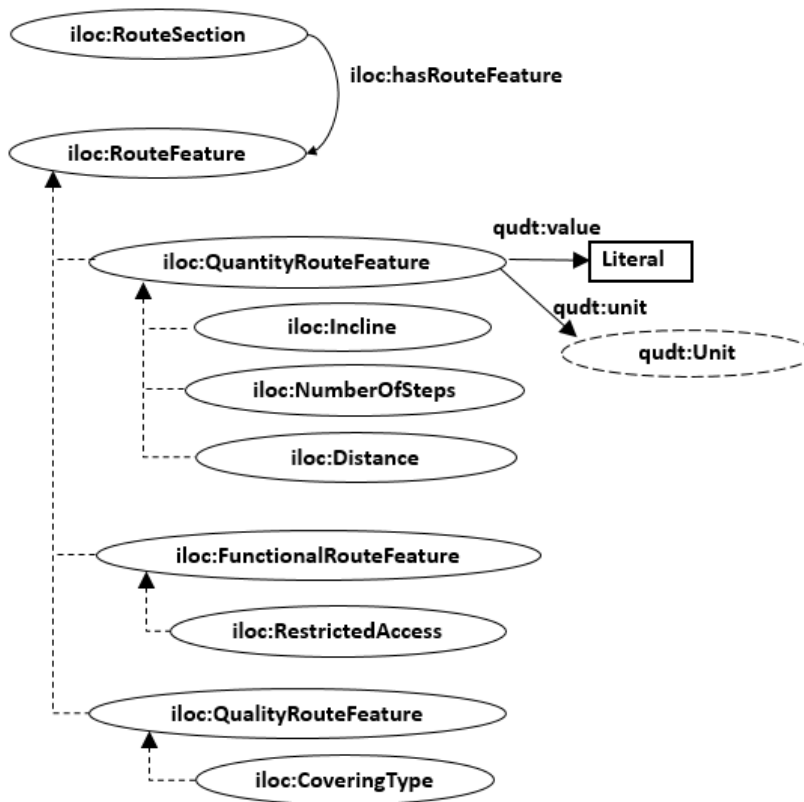 iloc:RouteSection
iloc:hasRouteFeature
iloc:RouteFeature
qudt:value
iloc:QuantityRouteFeature
Literal
qudt:unit
iloc:Incline
qudt:Unit
iloc:NumberOfSteps
iloc:Distance
iloc:FunctionalRouteFeature
iloc:RestrictedAccess
iloc:QualityRouteFeature
iloc:CoveringType